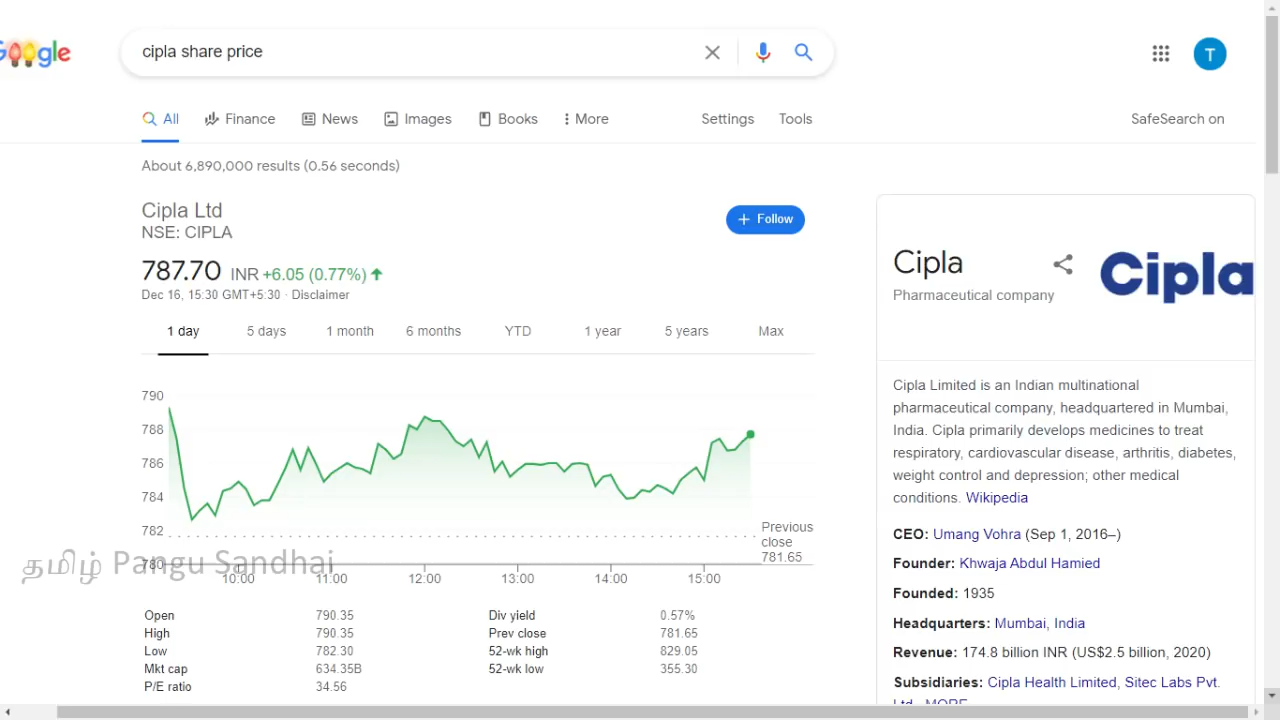 Google
cipla share price
T
All Finance News Images Books More Settings Tools SafeSearch on
About 6,890,000 results (0.56 seconds)
Cipla Ltd
NSE: CIPLA
Follow
787.70 INR +6.05 (0.77%)
Dec 16, 15:30 GMT+5:30 · Disclaimer
1 day 5 days 1 month 6 months YTD 1 year 5 years Max
790
788
786
784
782
780
Previous
close
781.65
10:00 11:00 12:00 13:00 14:00 15:00
தமிழ் Pangu Sandhai
Open 790.35 Div yield 0.57%
High 790.35 Prev close 781.65
Low 782.30 52-wk high 829.05
Mkt cap 634.35B 52-wk low 355.30
P/E ratio 34.56
Cipla
Pharmaceutical company
Cipla
Cipla Limited is an Indian multinational
pharmaceutical company, headquartered in Mumbai,
India. Cipla primarily develops medicines to treat
respiratory, cardiovascular disease, arthritis, diabetes,
weight control and depression; other medical
conditions. Wikipedia
CEO: Umang Vohra (Sep 1, 2016–)
Founder: Khwaja Abdul Hamied
Founded: 1935
Headquarters: Mumbai, India
Revenue: 174.8 billion INR (US$2.5 billion, 2020)
Subsidiaries: Cipla Health Limited, Sitec Labs Pvt.
Ltd., MORE